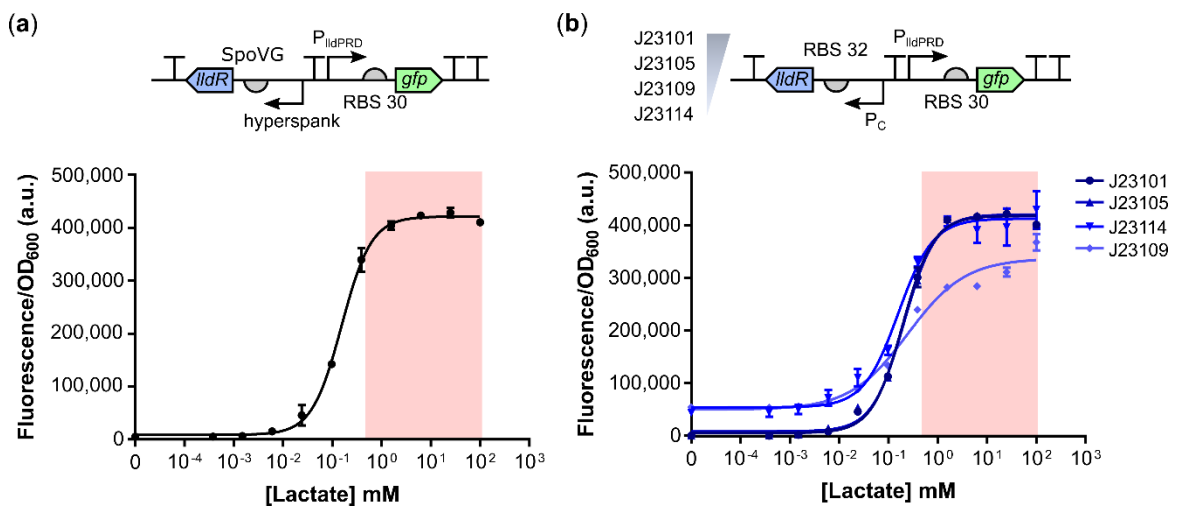 (a)
SpoVG
PlldPRD
lldR
gfp
RBS 30
hyperspank
500,000
400,000
300,000
200,000
100,000
0
Fluorescence/OD600 (a.u.)
0 10-4 10-3 10-2 10-1 100 101 102 103
[Lactate] mM
(b)
J23101
J23105
J23109
J23114
RBS 32
PlldPRD
lldR
gfp
RBS 30
PC
500,000
400,000
300,000
200,000
100,000
0
Fluorescence/OD600 (a.u.)
0 10-4 10-3 10-2 10-1 100 101 102 103
[Lactate] mM
J23101
J23105
J23114
J23109